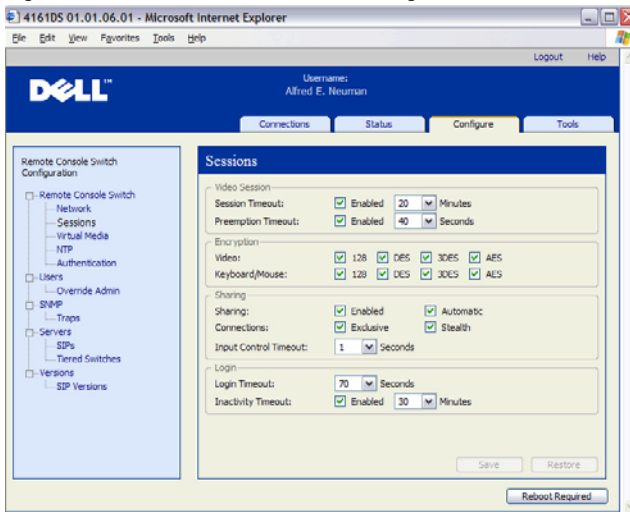 4161DS 01.01.06.01 - Microsoft Internet Explorer
File Edit View Favorites Tools Help
Logout Help
DELL™
Username:
Alfred E. Neuman
Connections Status Configure Tools
Remote Console Switch
Configuration
Remote Console Switch
Network
Sessions
Virtual Media
NTP
Authentication
Users
Override Admin
SNMP
Traps
Servers
SIPs
Tiered Switches
Versions
SIP Versions
Sessions
Video Session
Session Timeout: Enabled 20 Minutes
Preemption Timeout: Enabled 40 Seconds
Encryption
Video: 128 DES 3DES AES
Keyboard/Mouse: 128 DES 3DES AES
Sharing
Sharing: Enabled Automatic
Connections: Exclusive Stealth
Input Control Timeout: 1 Seconds
Login
Login Timeout: 70 Seconds
Inactivity Timeout: Enabled 30 Minutes
Save Restore
Reboot Required